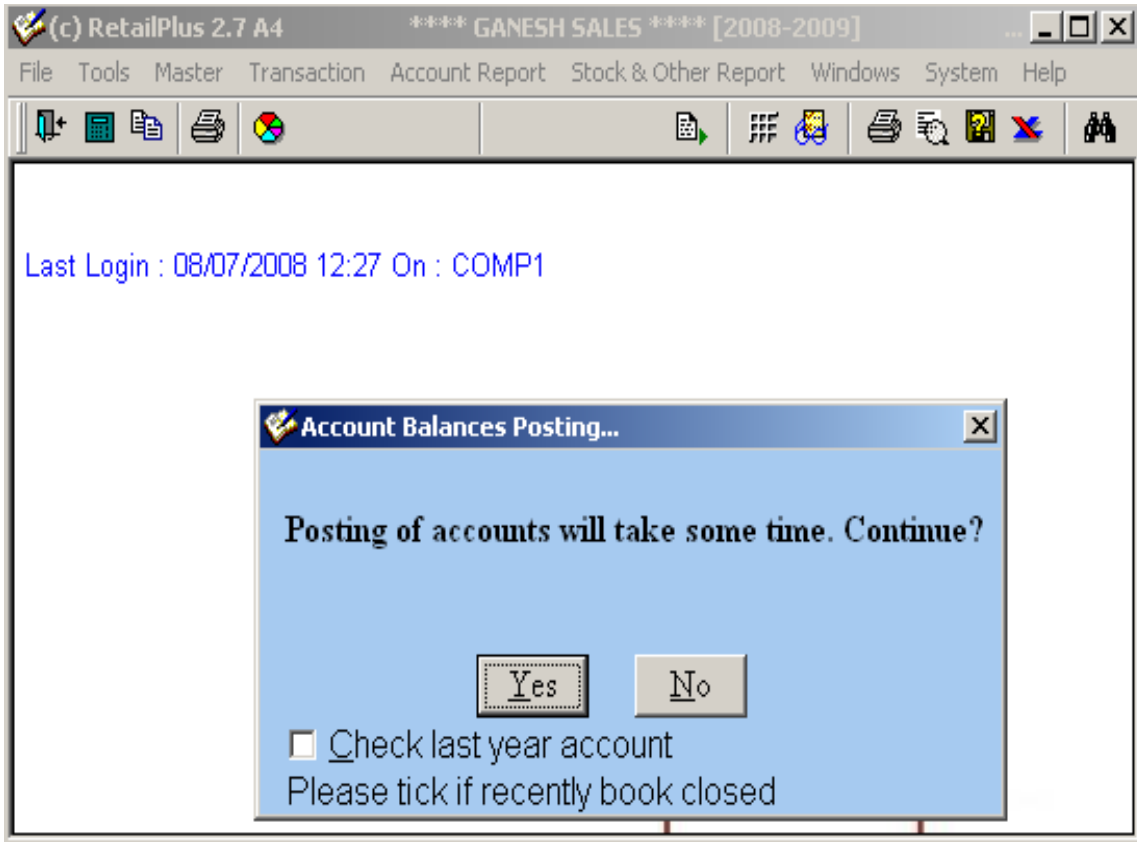 (c) RetailPlus 2.7 A4 **** GANESH SALES **** [2008-2009] ...
File Tools Master Transaction Account Report Stock & Other Report Windows System Help
Last Login : 08/07/2008 12:27 On : COMP1
Account Balances Posting...
Posting of accounts will take some time. Continue?
Yes No
Check last year account
Please tick if recently book closed